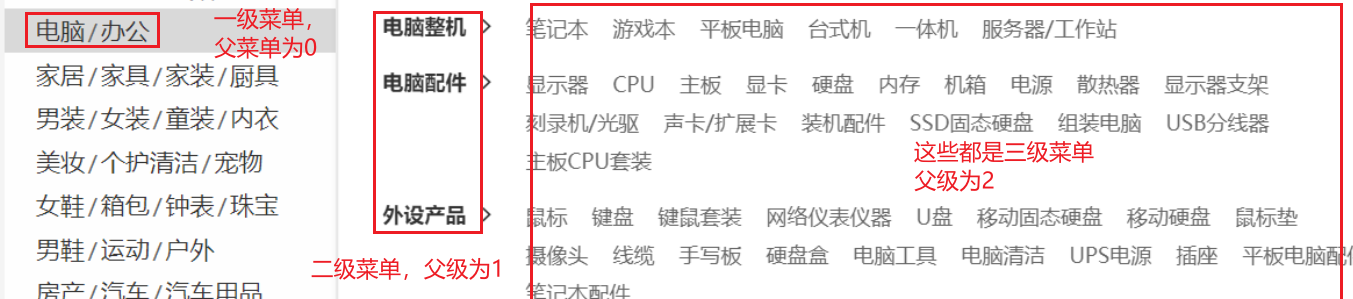 电脑/办公
家居/家具/家装/厨具
男装/女装/童装/内衣
美妆/个护清洁/宠物
女鞋/箱包/钟表/珠宝
男鞋/运动/户外
房产/汽车/汽车用品
一级菜单，
父菜单为0
电脑整机 >
笔记本 游戏本 平板电脑 台式机 一体机 服务器/工作站
电脑配件 >
显示器 CPU 主板 显卡 硬盘 内存 机箱 电源 散热器 显示器支架
刻录机/光驱 声卡/扩展卡 装机配件 SSD固态硬盘 组装电脑 USB分线器
主板CPU套装
这些都是三级菜单
父级为2
外设产品 >
鼠标 键盘 键鼠套装 网络仪表仪器 U盘 移动固态硬盘 移动硬盘 鼠标垫
摄像头 线缆 手写板 硬盘盒 电脑工具 电脑清洁 UPS电源 插座 平板电脑配
笔记本配件
二级菜单，父级为1